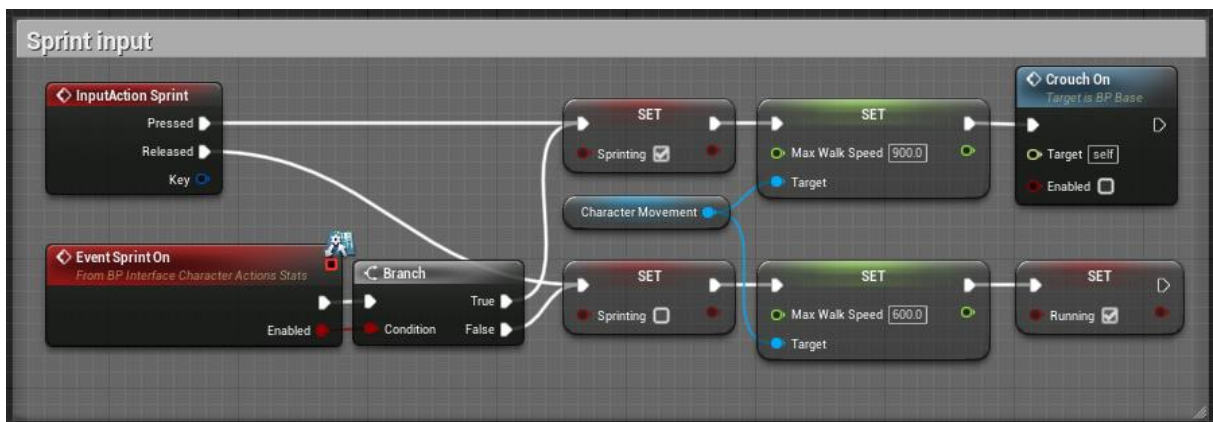 Sprint input
InputAction Sprint
Pressed
Released
Key
SET
Sprinting
SET
Max Walk Speed 900.0
Target
Crouch On
Target is BP Base
Target self
Enabled
Character Movement
Event Sprint On
From BP Interface Character Actions Stats
Enabled
Branch
True
Condition False
SET
Sprinting
SET
Max Walk Speed 600.0
Target
SET
Running